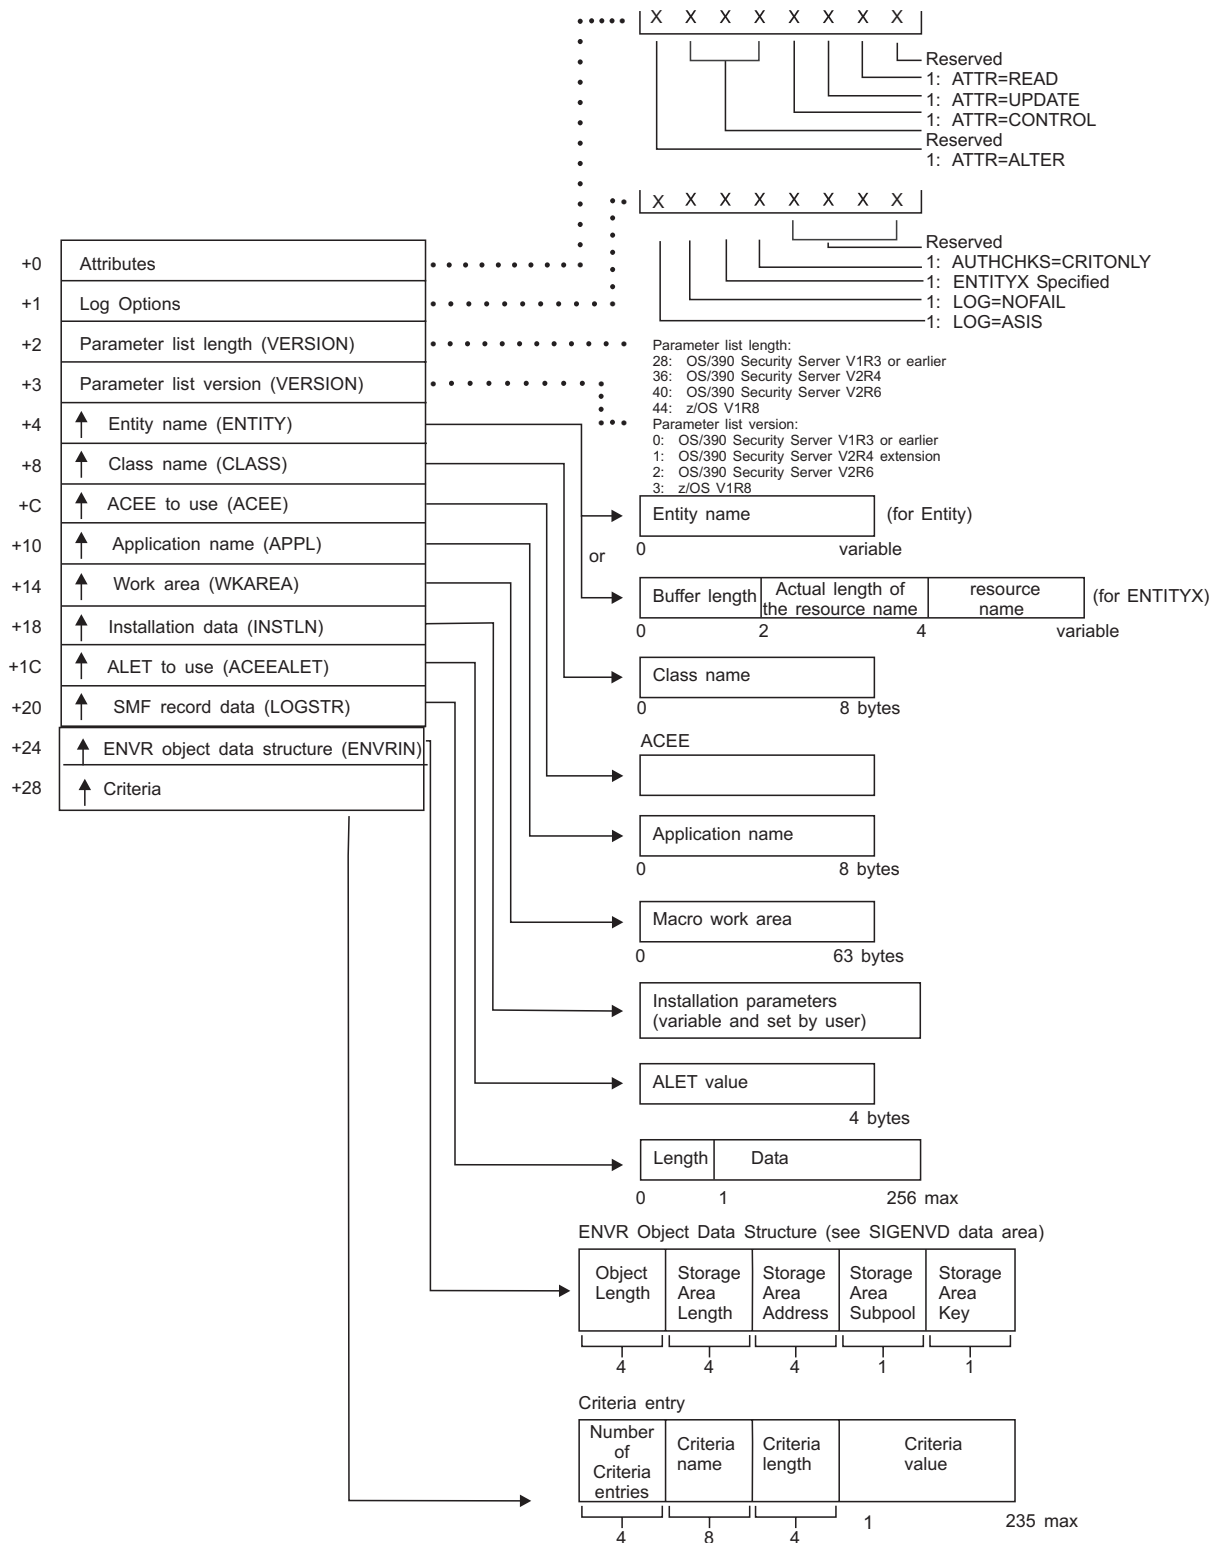 X X X X X X X X
Reserved
1: ATTR=READ
1: ATTR=UPDATE
1: ATTR=CONTROL
Reserved
1: ATTR=ALTER
X X X X X X X X
Reserved
1: AUTHCHKS=CRITONLY
1: ENTITYX Specified
1: LOG=NOFAIL
1: LOG=ASIS
+0 Attributes
+1 Log Options
+2 Parameter list length (VERSION)
+3 Parameter list version (VERSION)
+4 Entity name (ENTITY)
+8 Class name (CLASS)
+C ACEE to use (ACEE)
+10 Application name (APPL)
+14 Work area (WKAREA)
+18 Installation data (INSTLN)
+1C ALET to use (ACEEALET)
+20 SMF record data (LOGSTR)
+24 ENVR object data structure (ENVRIN)
+28 Criteria
Parameter list length:
28: OS/390 Security Server V1R3 or earlier
36: OS/390 Security Server V2R4
40: OS/390 Security Server V2R6
44: z/OS V1R8
Parameter list version:
0: OS/390 Security Server V1R3 or earlier
1: OS/390 Security Server V2R4 extension
2: OS/390 Security Server V2R6
3: z/OS V1R8
Entity name (for Entity)
0 variable
or
Buffer length Actual length of the resource name resource name (for ENTITYX)
0 2 4 variable
Class name
0 8 bytes
ACEE
Application name
0 8 bytes
Macro work area
0 63 bytes
Installation parameters
(variable and set by user)
ALET value
4 bytes
Length Data
0 1 256 max
ENVR Object Data Structure (see SIGENVD data area)
Object Length Storage Area Length Storage Area Address Storage Area Subpool Storage Area Key
4 4 4 1 1
Criteria entry
Number of Criteria entries Criteria name Criteria length Criteria value
4 8 4 1 235 max